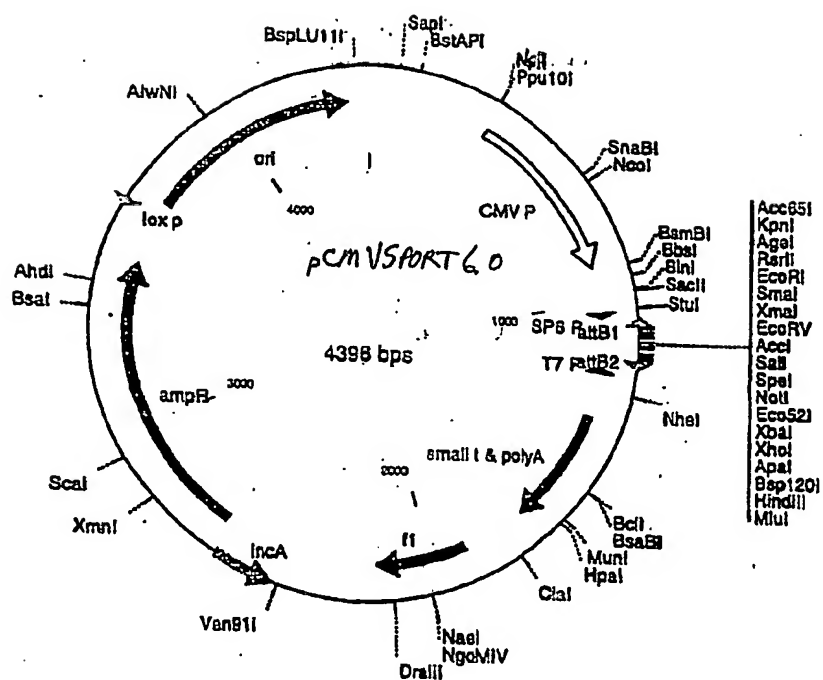 BspLU11I
SapI
BstAPI
Ppu10I
AlwNI
SnaBI
NcoI
ori
4000
lox p
CMV P
pCMVSPORT 6.0
BsmBI
BbsI
BlnI
SacII
StuI
AhdI
BsaI
1000
SP6 P
attB1
4396 bps
T7 P
attB2
NheI
Acc65I
KpnI
AgeI
RsrII
EcoRI
SmaI
XmaI
EcoRV
AccI
SalI
SpeI
NotI
Eco52I
XbaI
XhoI
ApaI
Bsp120I
HindIII
MluI
ampR
3000
small t & polyA
2000
ScaI
XmnI
f1
incA
BclI
BsaBI
MunI
HpaI
ClaI
Van91I
NaeI
NgoMIV
DraIII